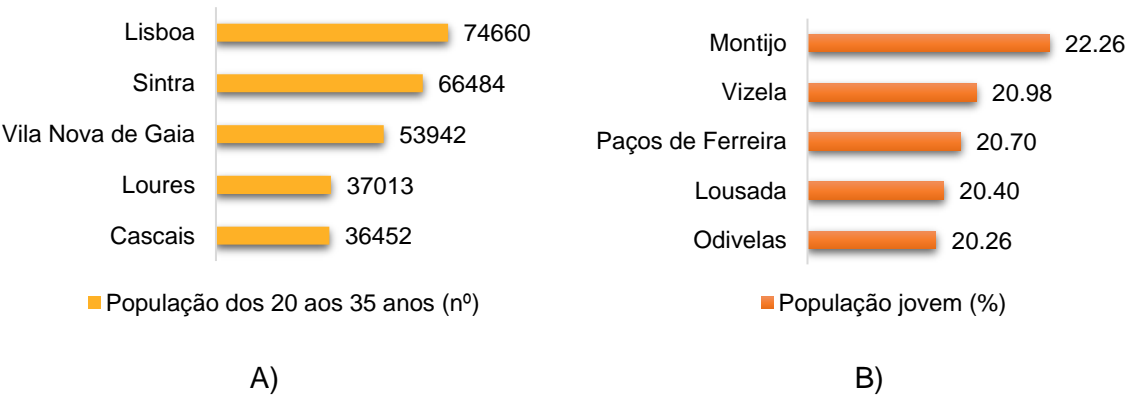 Lisboa 74660
Sintra 66484
Vila Nova de Gaia 53942
Loures 37013
Cascais 36452
População dos 20 aos 35 anos (nº)
A)
Montijo 22.26
Vizela 20.98
Paços de Ferreira 20.70
Lousada 20.40
Odivelas 20.26
População jovem (%)
B)